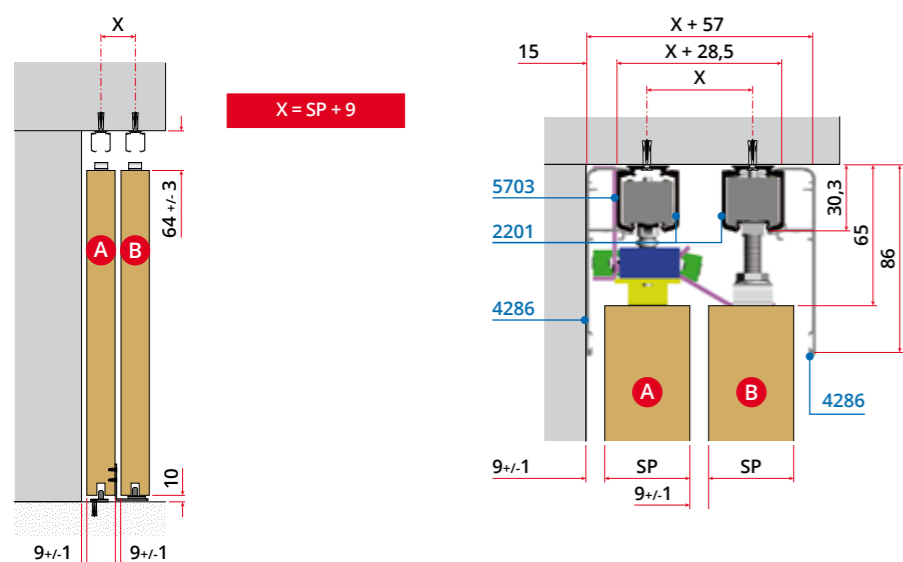 X
X = SP + 9
64 +/- 3
A
B
10
9+/-1
9+/-1
X + 57
15
X + 28,5
X
5703
2201
30,3
65
86
4286
A
B
4286
9+/-1
SP
SP
9+/-1